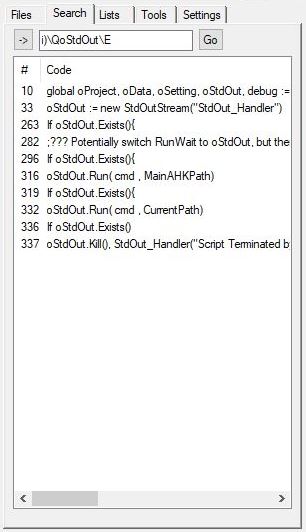 Files Search Lists Tools Settings
-> i)\QoStdOut\E Go
# Code
10 global oProject, oData, oSetting, oStdOut, debug :=
33 oStdOut := new StdOutStream("StdOut_Handler")
263 If oStdOut.Exists(){
282 ;??? Potentially switch RunWait to oStdOut, but the
296 If oStdOut.Exists(){
316 oStdOut.Run( cmd , MainAHKPath)
319 If oStdOut.Exists(){
332 oStdOut.Run( cmd , CurrentPath)
336 If oStdOut.Exists()
337 oStdOut.Kill(), StdOut_Handler("Script Terminated by